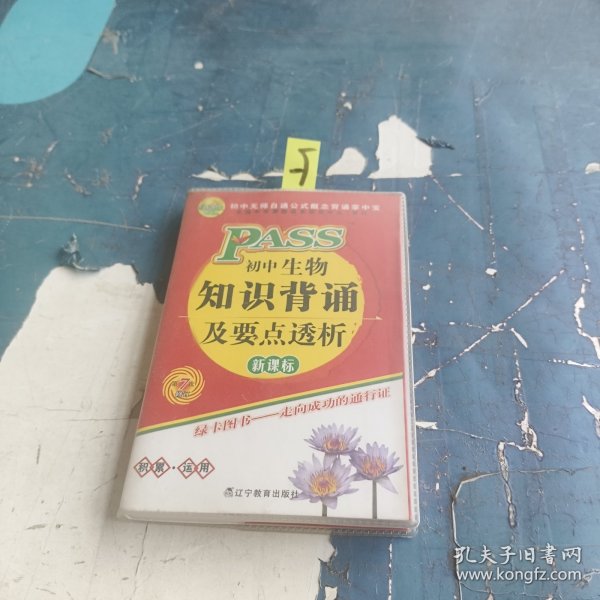 初中无师自通公式概念背诵掌中宝
PASS
初中生物
知识背诵
及要点透析
新课标
绿卡图书——走向成功的通行证
积累·运用
辽宁教育出版社
孔夫子旧书网
www.kongfz.com